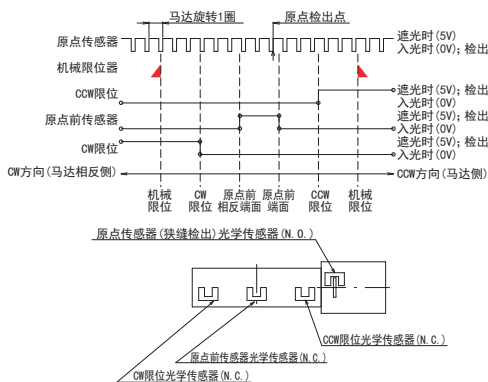 马达旋转1圈 原点检出点
原点传感器 遮光时(5V)
入光时(0V); 检出
机械限位器
CCW限位 遮光时(5V); 检出
入光时(0V)
原点前传感器 遮光时(5V); 检出
入光时(0V)
CW限位 遮光时(5V); 检出
入光时(0V)
CW方向(马达相反侧) CCW方向(马达侧)
机械 CW 原点前 原点前 CCW 机械
限位 限位 相反端面 端面 限位 限位
原点传感器(狭缝检出)光学传感器(N.O.)
CCW限位光学传感器(N.C.)
原点前传感器光学传感器(N.C.)
CW限位光学传感器(N.C.)